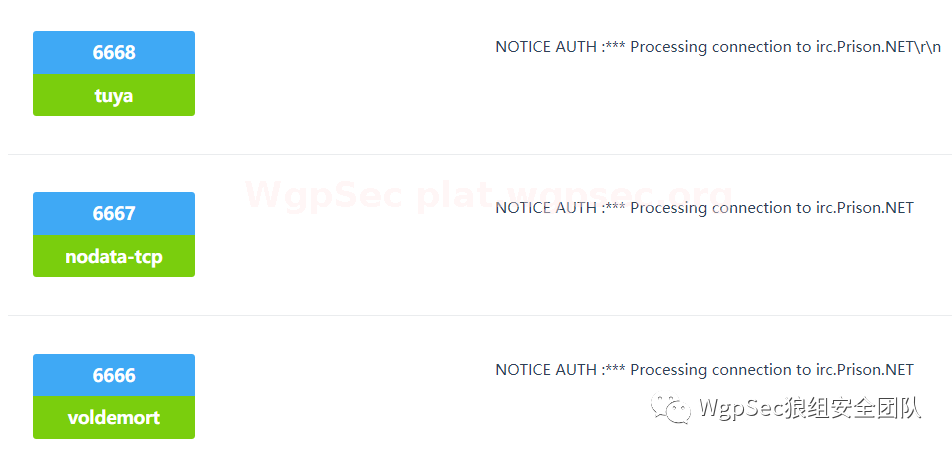 6668
NOTICE AUTH :*** Processing connection to irc.Prison.NET\r\n
tuya
WgpSec plat.wgpsec.org
6667
NOTICE AUTH :*** Processing connection to irc.Prison.NET
nodata-tcp
6666
NOTICE AUTH :*** Processing connection to irc.Prison.NET
voldemort
WgpSec狼组安全团队